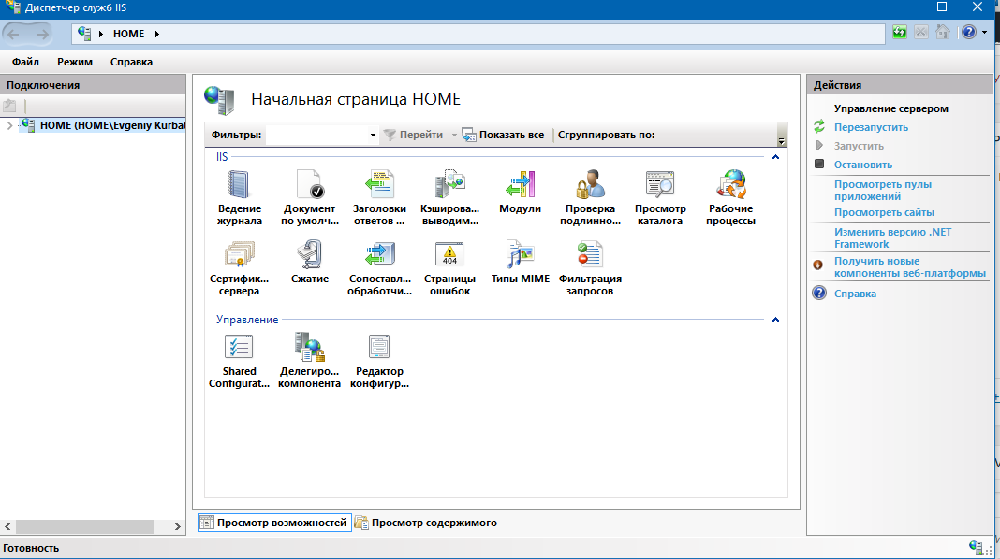 Диспетчер служб IIS
HOME
Файл Режим Справка
Подключения
HOME (HOME\Evgeniy Kurbat
Начальная страница HOME
Фильтры: Перейти Показать все Сгруппировать по:
IIS
Ведение журнала
Документ по умолч...
Заголовки ответов ...
Кэширова... выводим...
Модули
Проверка подлинно...
Просмотр каталога
Рабочие процессы
Сертифик... сервера
Сжатие
Сопоставл... обработчи...
Страницы ошибок
404
Типы MIME
Фильтрация запросов
Управление
Shared Configurat...
Делегиро... компонента
Редактор конфигур...
Просмотр возможностей Просмотр содержимого
Действия
Управление сервером
Перезапустить
Запустить
Остановить
Просмотреть пулы
приложений
Просмотреть сайты
Изменить версию .NET
Framework
Получить новые
компоненты веб-платформы
Справка
Готовность